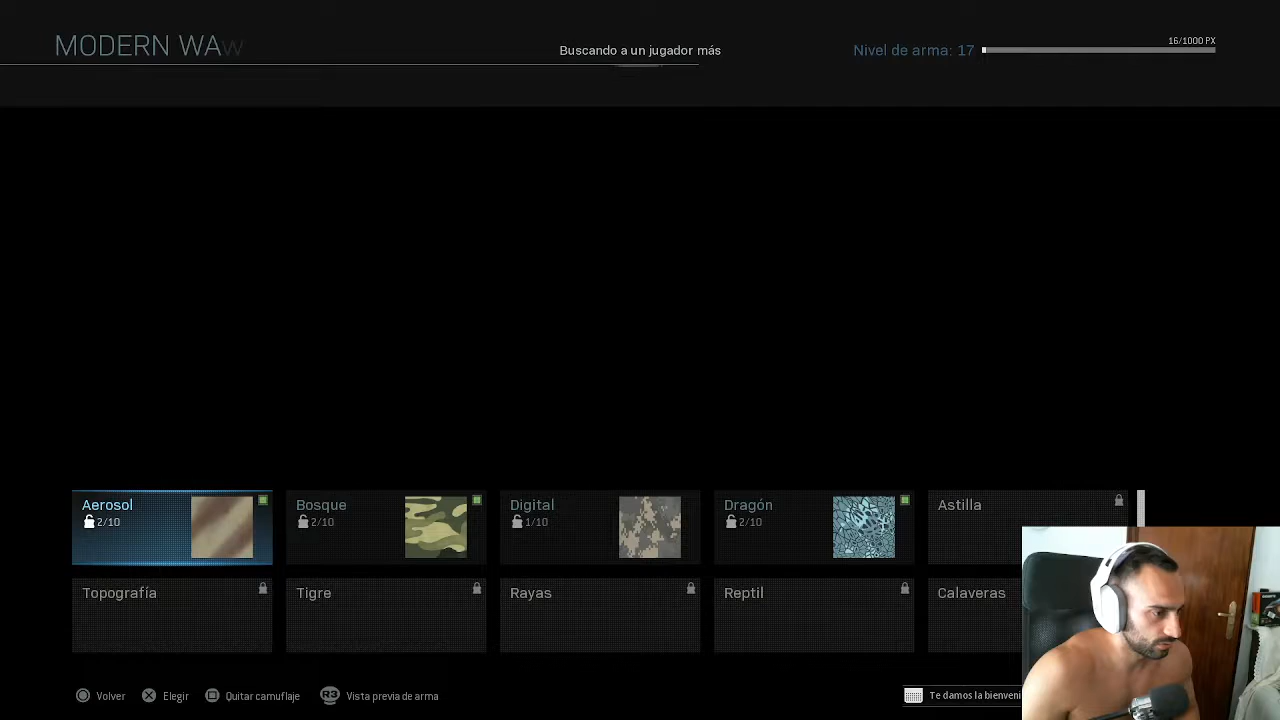 MODERN WAW
Buscando a un jugador más
Nivel de arma: 17
16/1000 PX
Aerosol
2/10
Bosque
2/10
Digital
1/10
Dragón
2/10
Astilla
Topografía
Tigre
Rayas
Reptil
Calaveras
Volver
Elegir
Quitar camuflaje
R3 Vista previa de arma
Te damos la bienveni